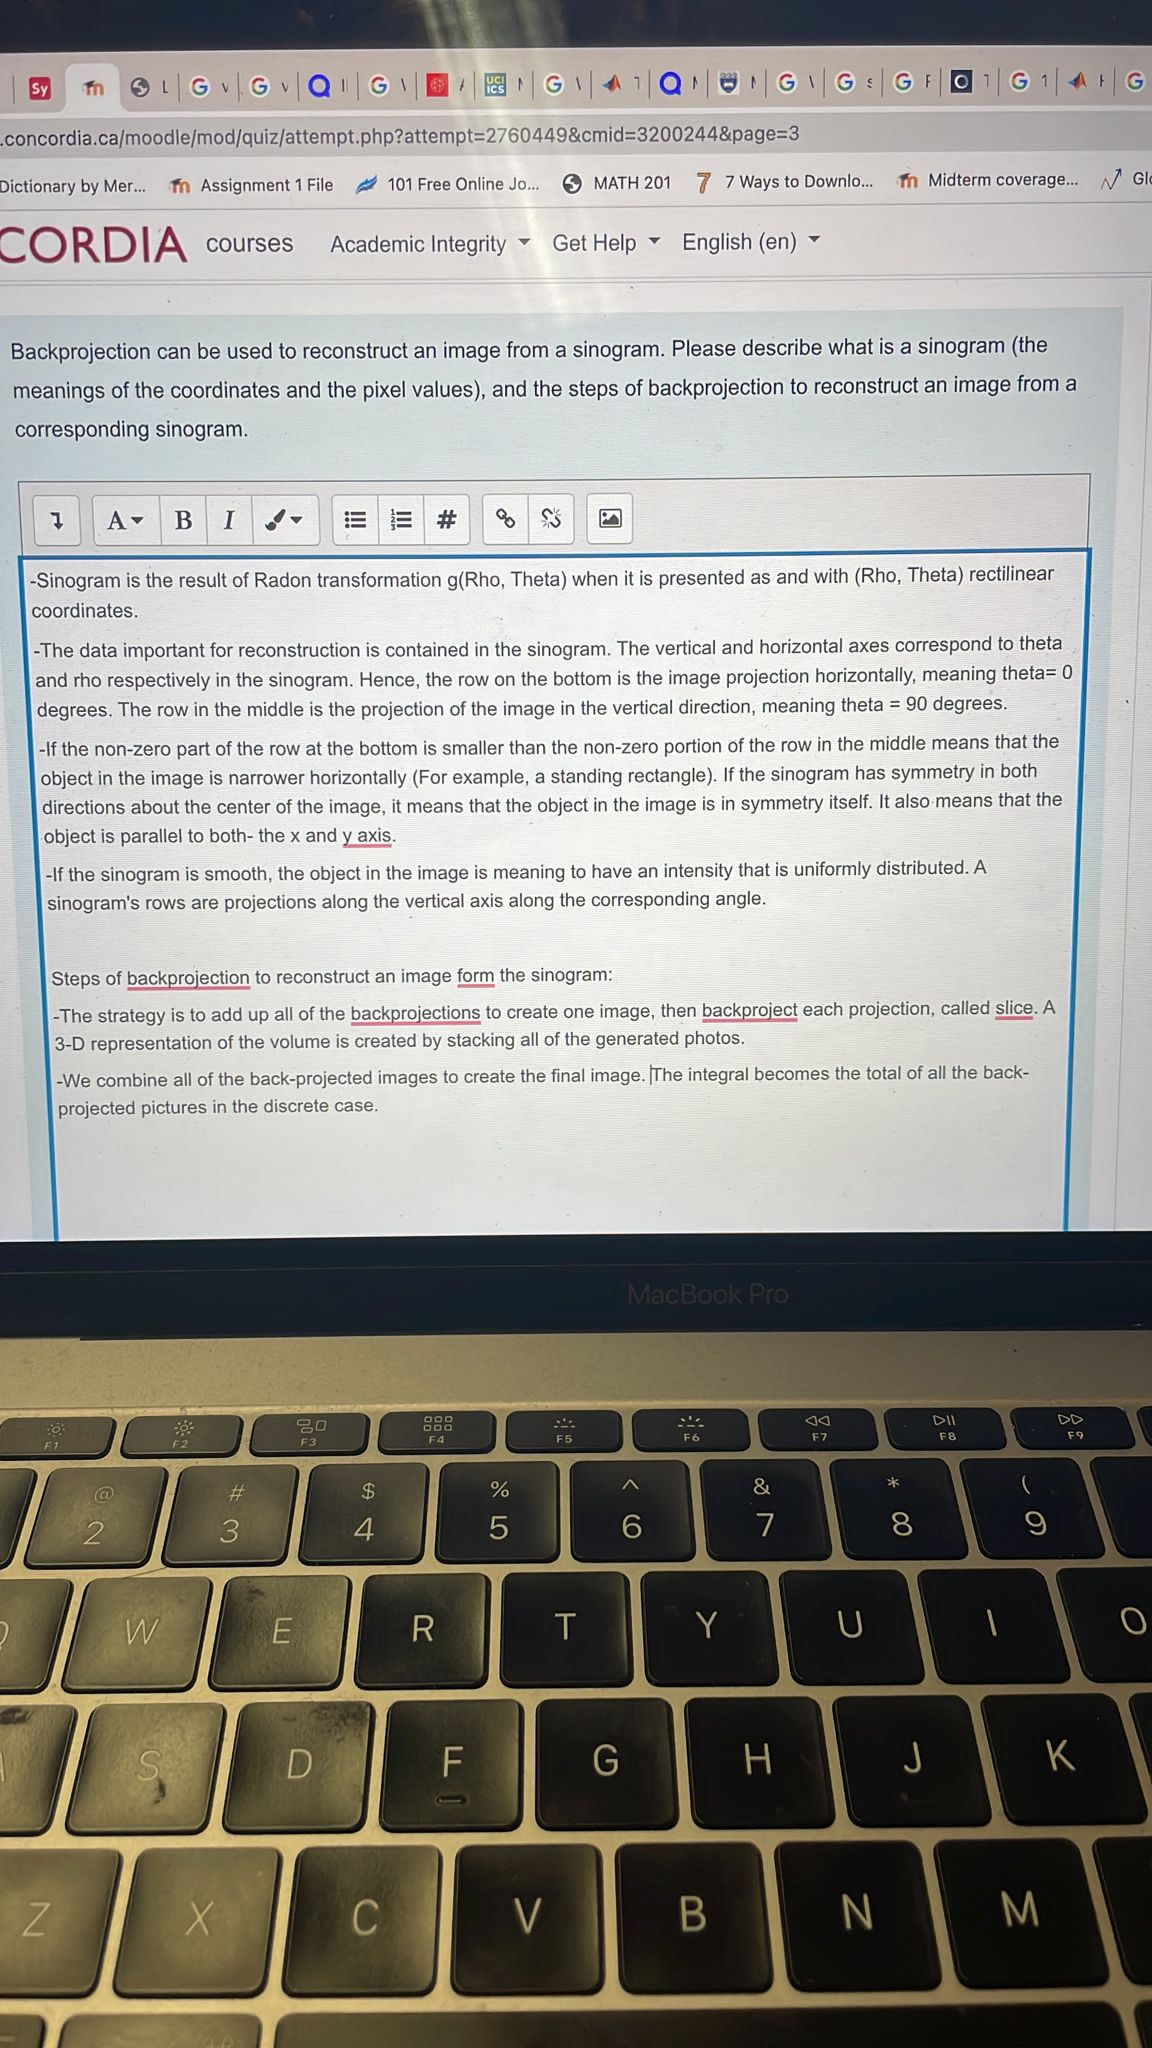 Sy
UCI
ICS
.concordia.ca/moodle/mod/quiz/attempt.php?attempt=2760449&cmid=3200244&page=3
Dictionary by Mer... Assignment 1 File 101 Free Online Jo... MATH 201 7 Ways to Downlo... Midterm coverage...
CORDIA courses Academic Integrity Get Help English (en)
Backprojection can be used to reconstruct an image from a sinogram. Please describe what is a sinogram (the
meanings of the coordinates and the pixel values), and the steps of backprojection to reconstruct an image from a
corresponding sinogram.
A B I #
-Sinogram is the result of Radon transformation g(Rho, Theta) when it is presented as and with (Rho, Theta) rectilinear
coordinates.
-The data important for reconstruction is contained in the sinogram. The vertical and horizontal axes correspond to theta
and rho respectively in the sinogram. Hence, the row on the bottom is the image projection horizontally, meaning theta= 0
degrees. The row in the middle is the projection of the image in the vertical direction, meaning theta = 90 degrees.
-If the non-zero part of the row at the bottom is smaller than the non-zero portion of the row in the middle means that the
object in the image is narrower horizontally (For example, a standing rectangle). If the sinogram has symmetry in both
directions about the center of the image, it means that the object in the image is in symmetry itself. It also means that the
object is parallel to both- the x and y axis.
-If the sinogram is smooth, the object in the image is meaning to have an intensity that is uniformly distributed. A
sinogram's rows are projections along the vertical axis along the corresponding angle.
Steps of backprojection to reconstruct an image form the sinogram:
-The strategy is to add up all of the backprojections to create one image, then backproject each projection, called slice. A
3-D representation of the volume is created by stacking all of the generated photos.
-We combine all of the back-projected images to create the final image. The integral becomes the total of all the back-
projected pictures in the discrete case.
MacBook Pro
F1 F2 F3 F4 F5 F6 F7 F8 F9
@ # $ % ^ & * (
2 3 4 5 6 7 8 9
W E R T Y U I O
S D F G H J K
Z X C V B N M